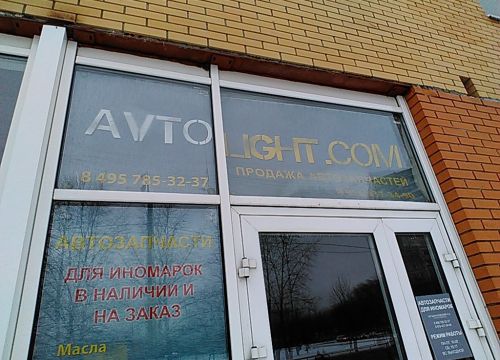 AVTOLIGHT.COM
8 495 785-32-37
ПРОДАЖА АВТОЗАПЧАСТЕЙ
АВТОЗАПЧАСТИ
ДЛЯ ИНОМАРОК
В НАЛИЧИИ И
НА ЗАКАЗ
Масла
АВТОЗАПЧАСТИ
ДЛЯ ИНОМАРОК
РЕЖИМ РАБОТЫ